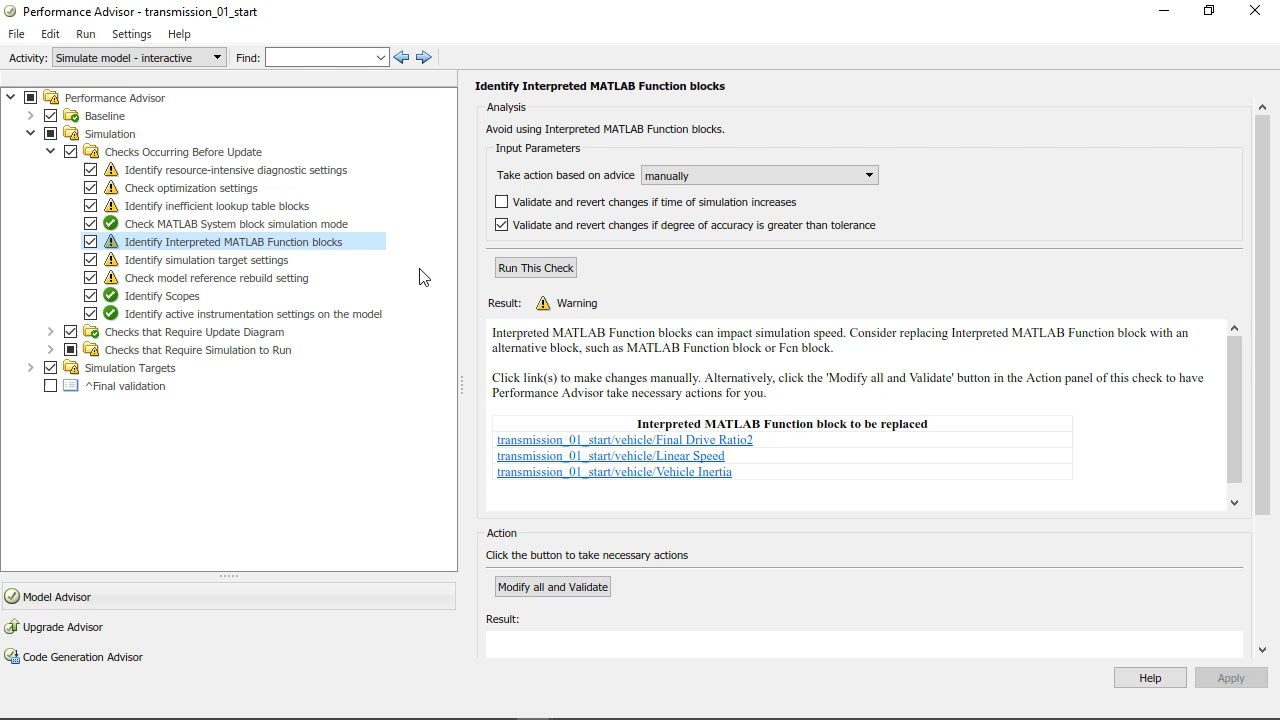 Performance Advisor - transmission_01_start
File Edit Run Settings Help
Activity: Simulate model - interactive Find:
Performance Advisor
Baseline
Simulation
Checks Occurring Before Update
Identify resource-intensive diagnostic settings
Check optimization settings
Identify inefficient lookup table blocks
Check MATLAB System block simulation mode
Identify Interpreted MATLAB Function blocks
Identify simulation target settings
Check model reference rebuild setting
Identify Scopes
Identify active instrumentation settings on the model
Checks that Require Update Diagram
Checks that Require Simulation to Run
Simulation Targets
^Final validation
Model Advisor
Upgrade Advisor
Code Generation Advisor
Identify Interpreted MATLAB Function blocks
Analysis
Avoid using Interpreted MATLAB Function blocks.
Input Parameters
Take action based on advice manually
Validate and revert changes if time of simulation increases
Validate and revert changes if degree of accuracy is greater than tolerance
Run This Check
Result: Warning
Interpreted MATLAB Function blocks can impact simulation speed. Consider replacing Interpreted MATLAB Function block with an
alternative block, such as MATLAB Function block or Fcn block.
Click link(s) to make changes manually. Alternatively, click the 'Modify all and Validate' button in the Action panel of this check to have
Performance Advisor take necessary actions for you.
Interpreted MATLAB Function block to be replaced
transmission_01_start/vehicle/Final Drive Ratio2
transmission_01_start/vehicle/Linear Speed
transmission_01_start/vehicle/Vehicle Inertia
Action
Click the button to take necessary actions
Modify all and Validate
Result:
Help Apply